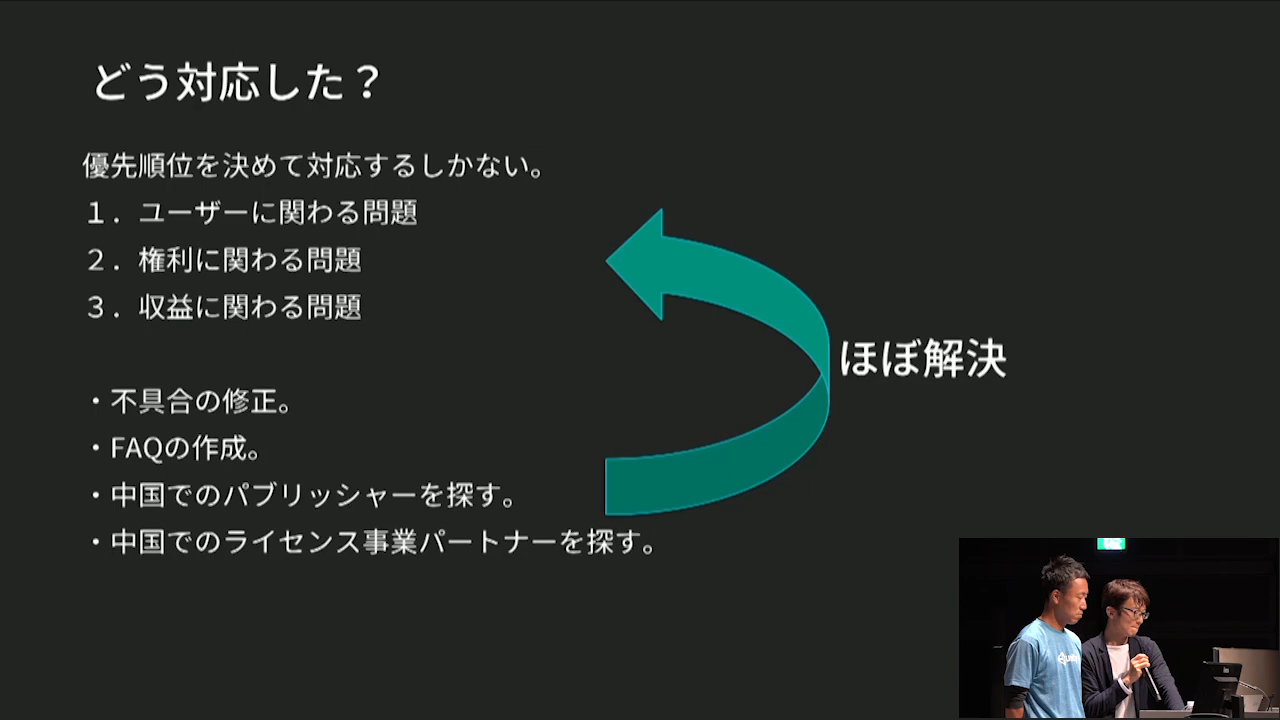 どう対応した？
優先順位を決めて対応するしかない。
１．ユーザーに関わる問題
２．権利に関わる問題
３．収益に関わる問題
・不具合の修正。
・FAQの作成。
・中国でのパブリッシャーを探す。
・中国でのライセンス事業パートナーを探す。
ほぼ解決